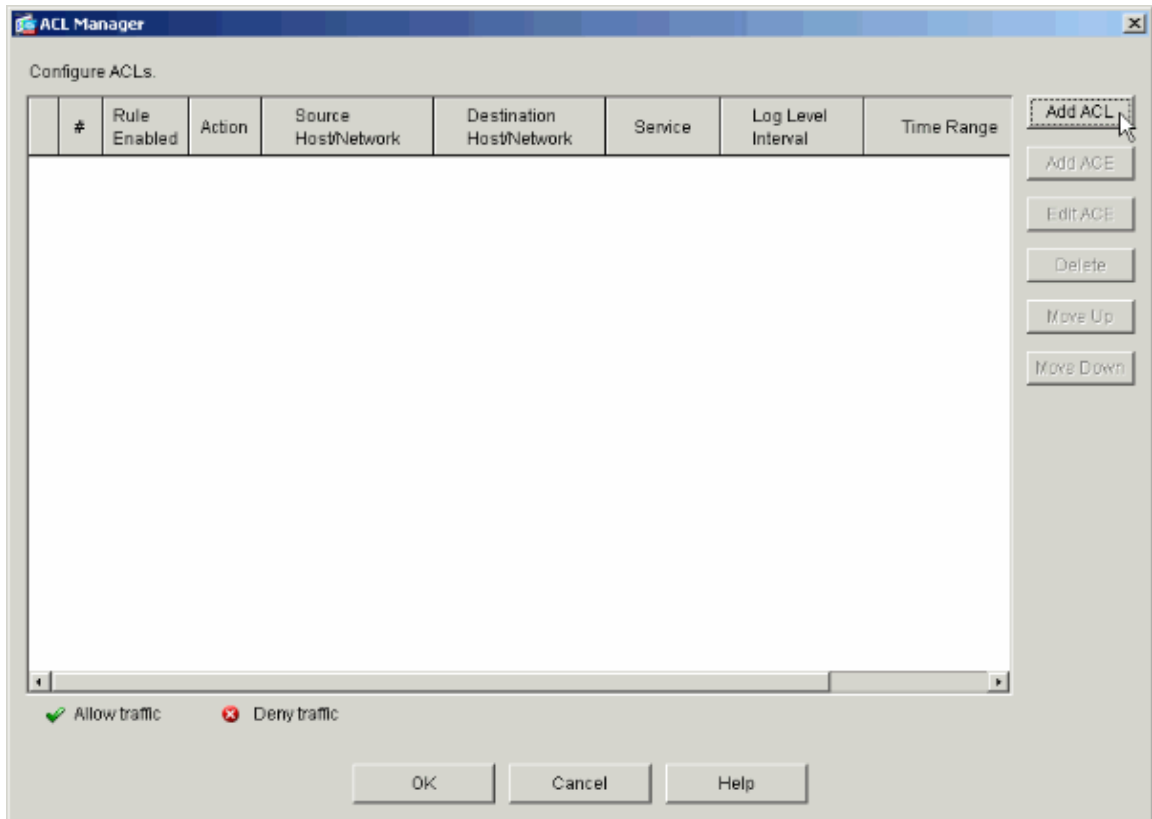 ACL Manager
Configure ACLs.
#
Rule
Enabled
Action
Source
Host/Network
Destination
Host/Network
Service
Log Level
Interval
Time Range
Add ACL
Add ACE
Edit ACE
Delete
Move Up
Move Down
Allow traffic
Deny traffic
OK
Cancel
Help